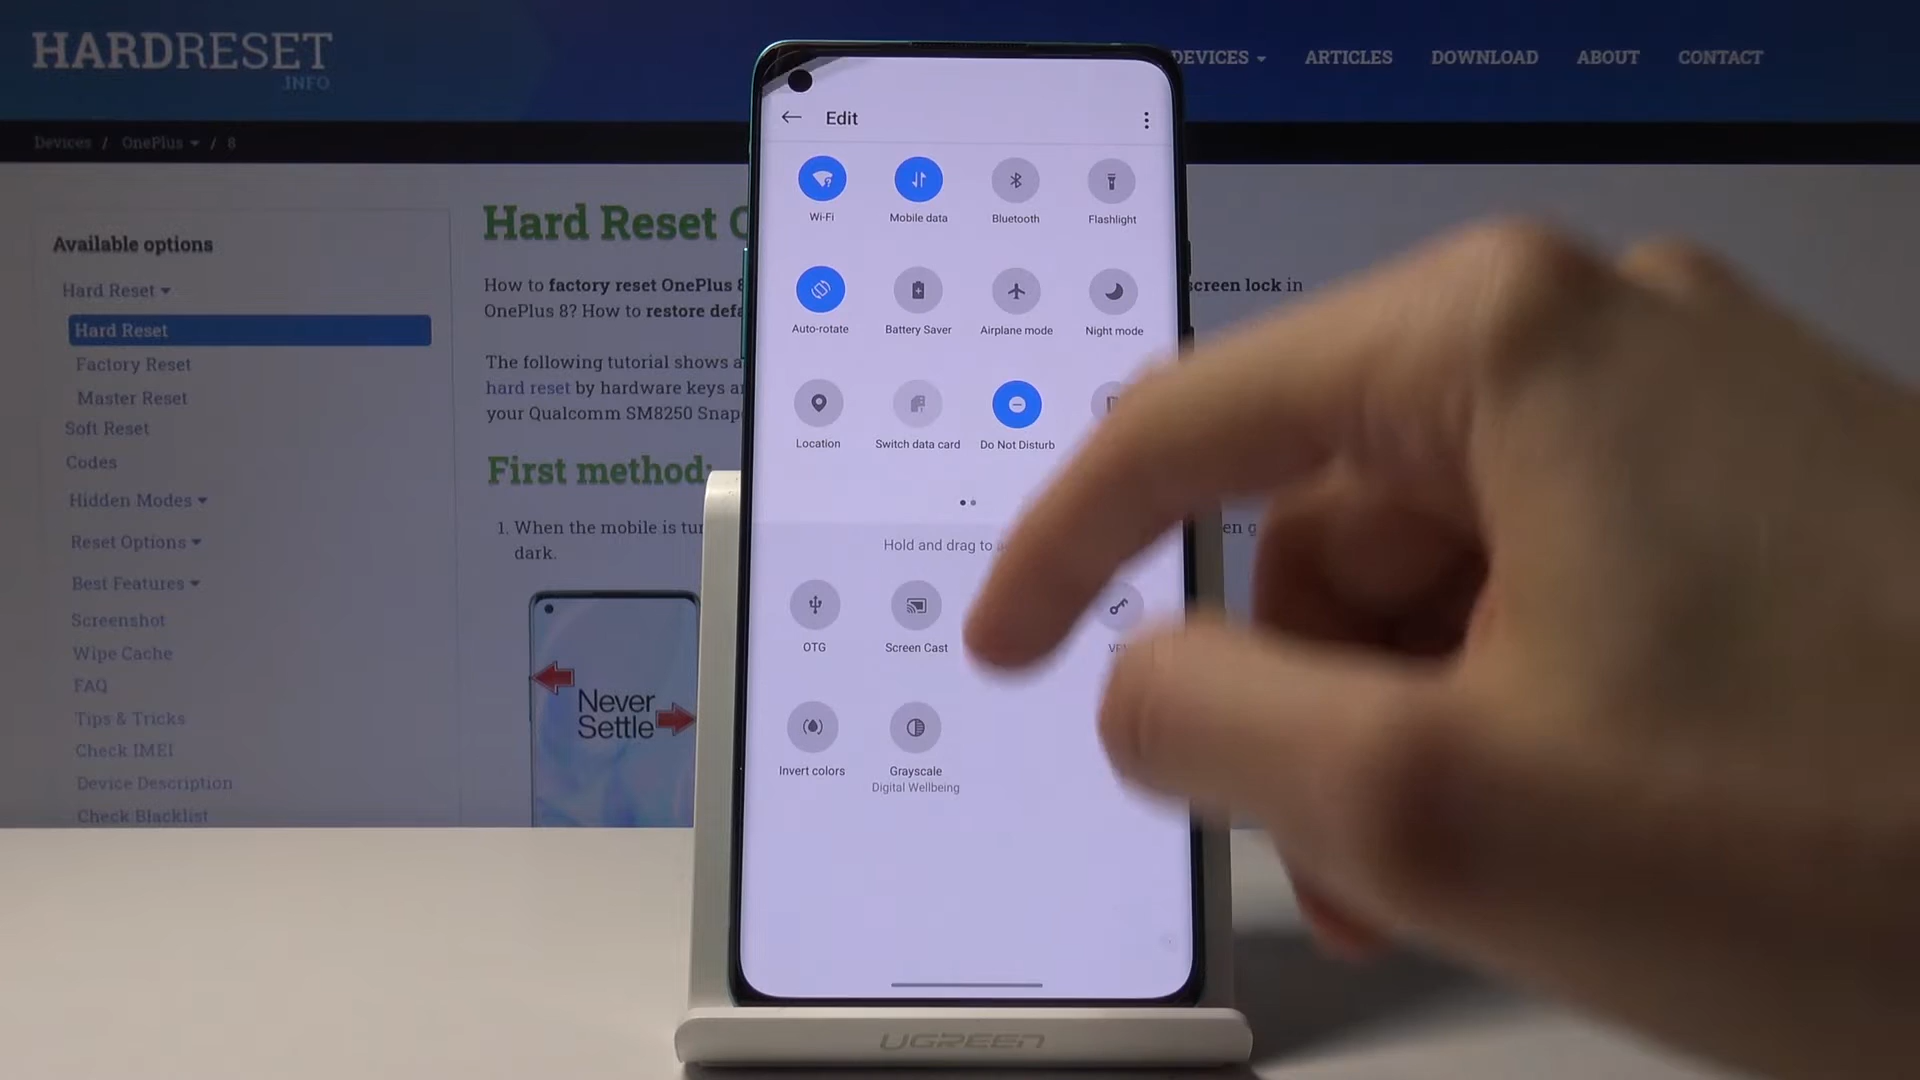 HARDRESET
.INFO
DEVICES
ARTICLES
DOWNLOAD
ABOUT
CONTACT
Devices / OnePlus / 8
Available options
Hard Reset
Hard Reset
Factory Reset
Master Reset
Soft Reset
Codes
Hidden Modes
Reset Options
Best Features
Screenshot
Wipe Cache
FAQ
Tips & Tricks
Check IMEI
Device Description
Check Blacklist
Hard Reset
How to factory reset OnePlus 8
screen lock in
OnePlus 8? How to restore
The following tutorial shows
hard reset by hardware keys
your Qualcomm SM8250
First method:
1. When the mobile is
dark.
Never
Settle
Edit
Wi-Fi
Mobile data
Bluetooth
Flashlight
Auto-rotate
Battery Saver
Airplane mode
Night mode
Location
Switch data card
Do Not Disturb
Hold and drag to
OTG
Screen Cast
Invert colors
Grayscale
Digital Wellbeing
UGREEN